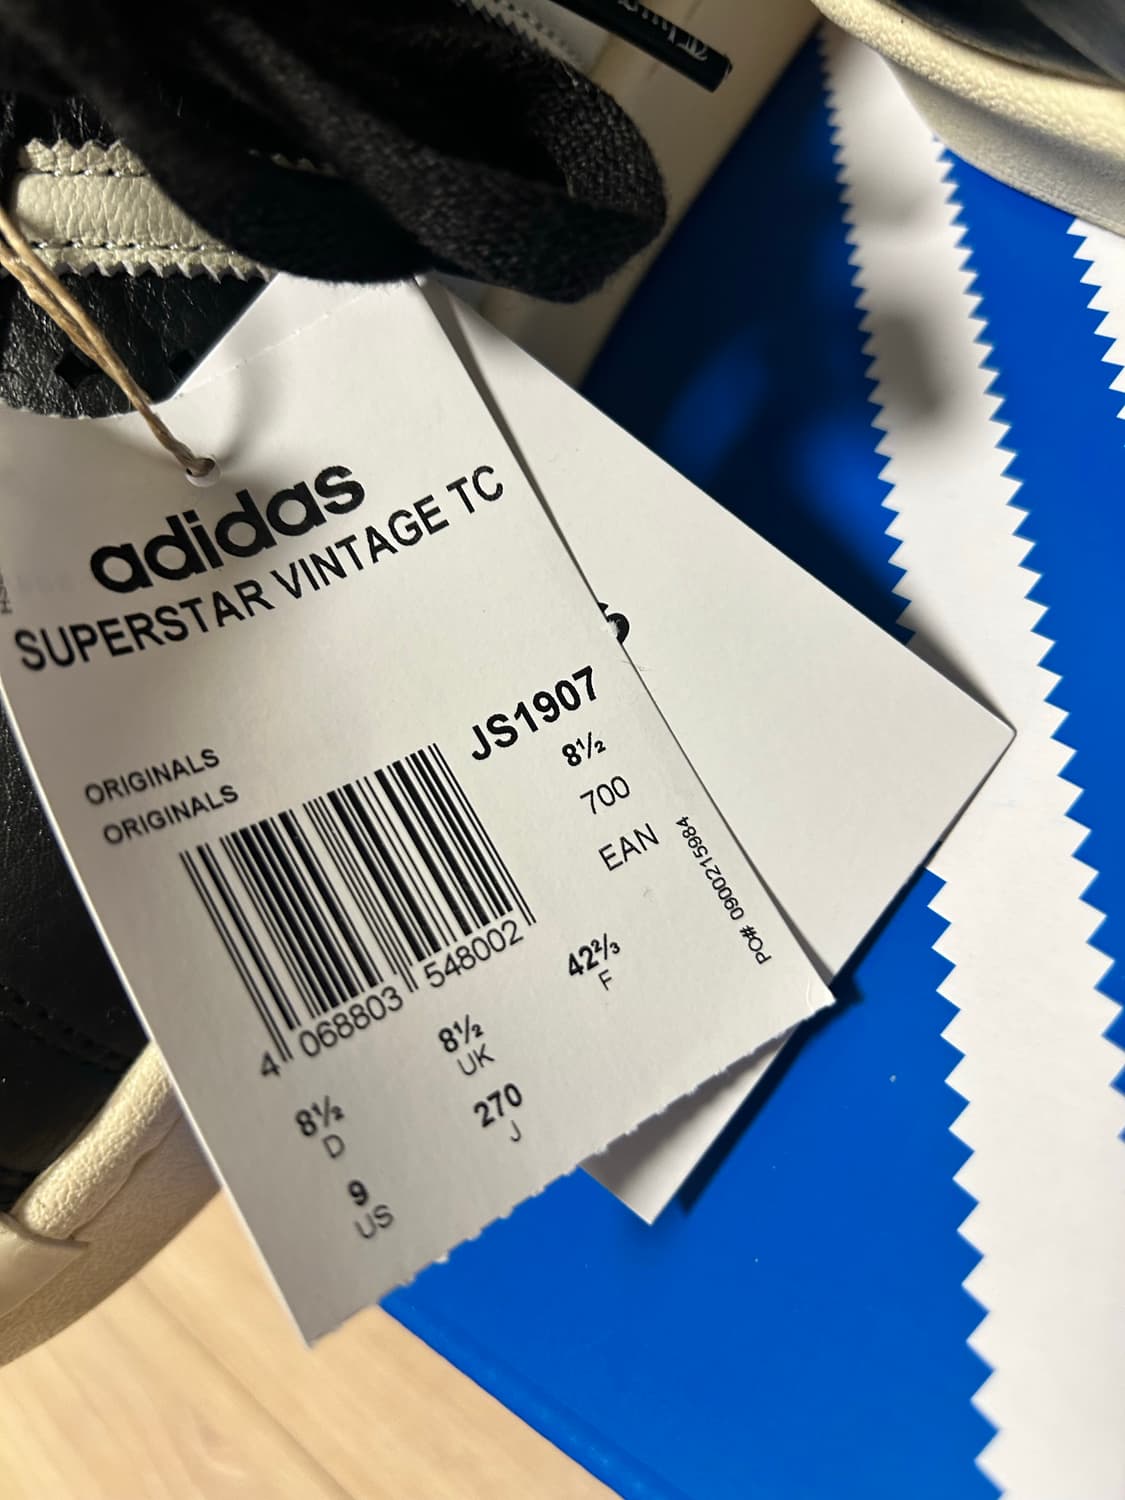 adidas
SUPERSTAR VINTAGE TC
JS1907
ORIGINALS
ORIGINALS
8½
700
EAN
4 068803 548002
PO# 0900215984
42⅔
F
8½
UK
8½
D
270
J
9
US